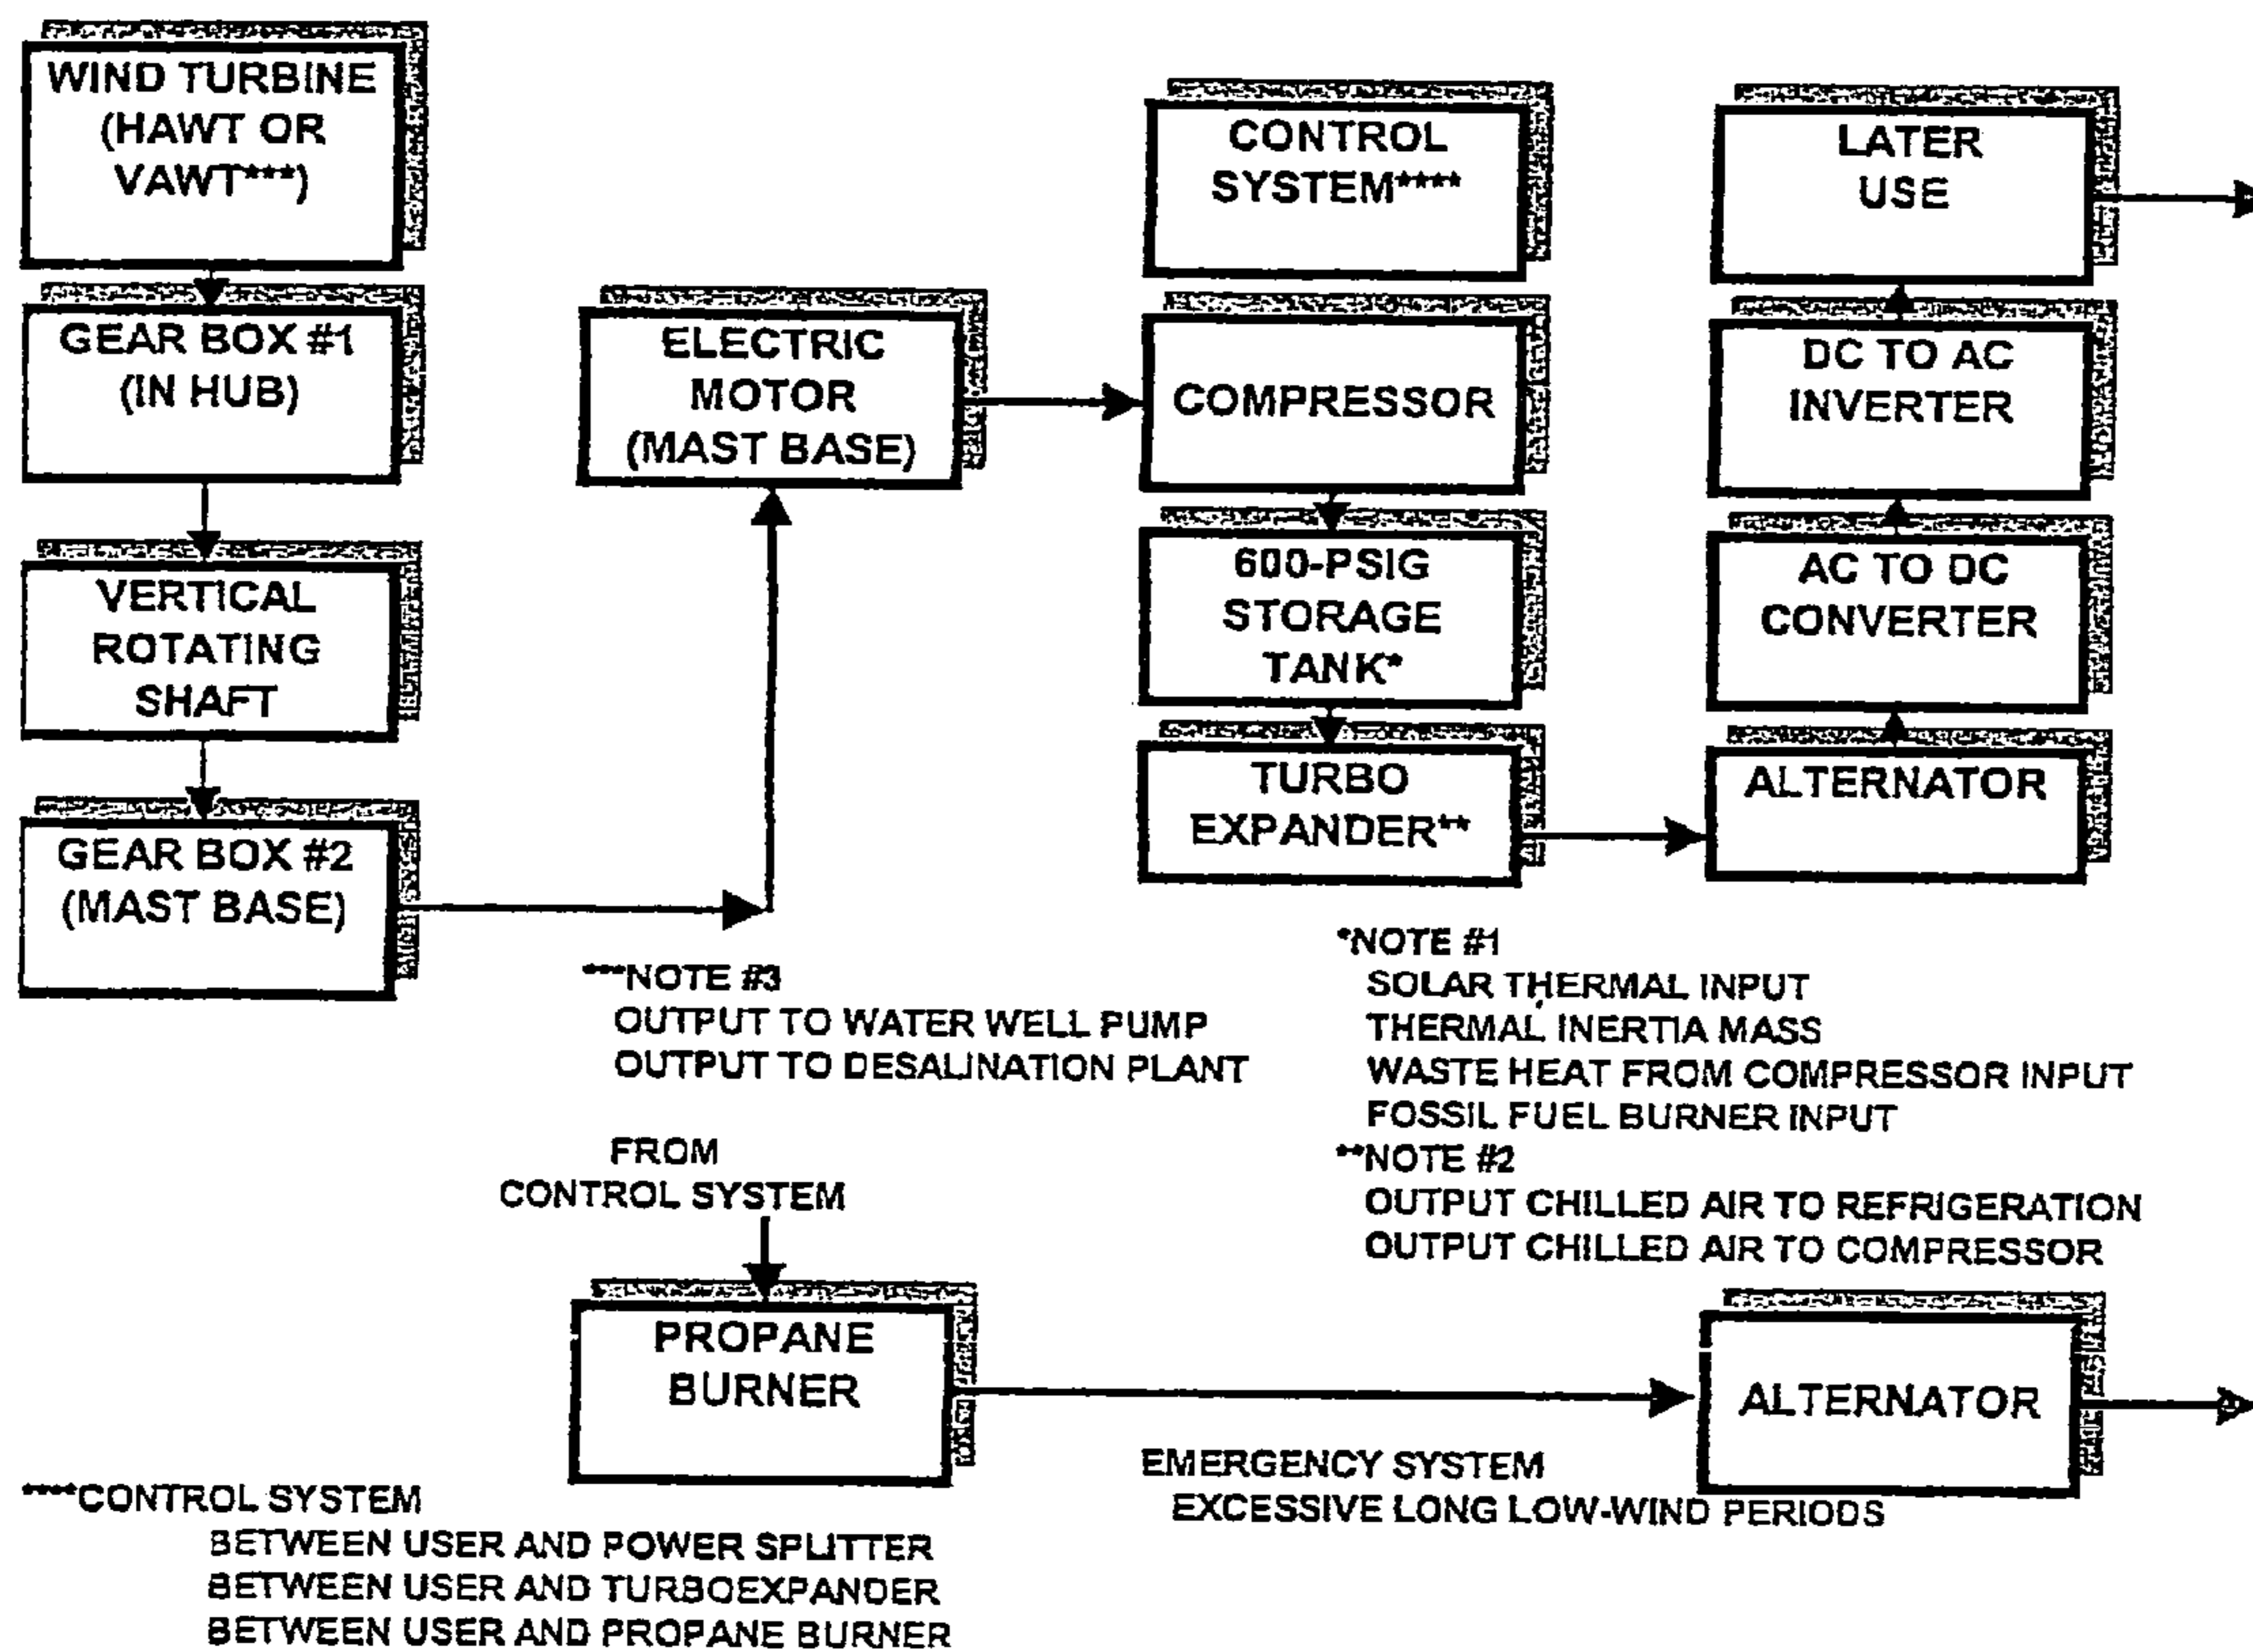 WIND TURBINE
(HAWT OR
VAWT***)
GEAR BOX #1
(IN HUB)
VERTICAL
ROTATING
SHAFT
GEAR BOX #2
(MAST BASE)
ELECTRIC
MOTOR
(MAST BASE)
CONTROL
SYSTEM****
COMPRESSOR
600-PSIG
STORAGE
TANK*
TURBO
EXPANDER**
LATER
USE
DC TO AC
INVERTER
AC TO DC
CONVERTER
ALTERNATOR
***NOTE #3
OUTPUT TO WATER WELL PUMP
OUTPUT TO DESALINATION PLANT
*NOTE #1
SOLAR THERMAL INPUT
THERMAL INERTIA MASS
WASTE HEAT FROM COMPRESSOR INPUT
FOSSIL FUEL BURNER INPUT
**NOTE #2
OUTPUT CHILLED AIR TO REFRIGERATION
OUTPUT CHILLED AIR TO COMPRESSOR
FROM
CONTROL SYSTEM
PROPANE
BURNER
ALTERNATOR
EMERGENCY SYSTEM
EXCESSIVE LONG LOW-WIND PERIODS
****CONTROL SYSTEM
BETWEEN USER AND POWER SPLITTER
BETWEEN USER AND TURBOEXPANDER
BETWEEN USER AND PROPANE BURNER